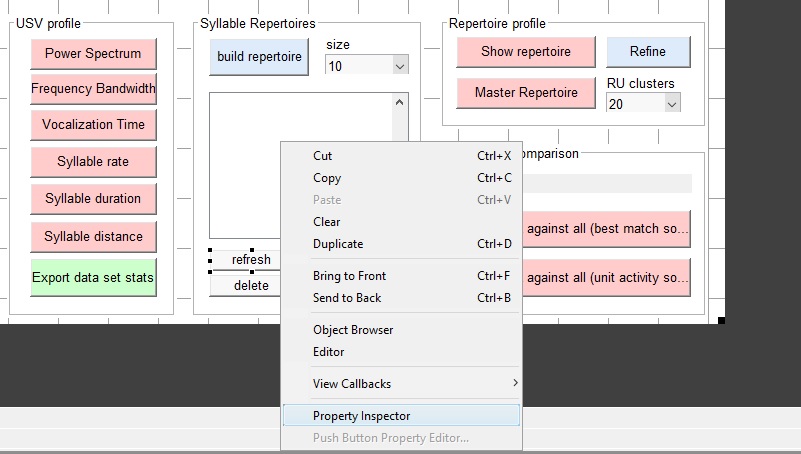 USV profile
Power Spectrum
Frequency Bandwidth
Vocalization Time
Syllable rate
Syllable duration
Syllable distance
Export data set stats
Syllable Repertoires
build repertoire
size
10
refresh
delete
Repertoire profile
Show repertoire
Refine
Master Repertoire
RU clusters
20
omparison
against all (best match so...
against all (unit activity so...
Cut Ctrl+X
Copy Ctrl+C
Paste Ctrl+V
Clear
Duplicate Ctrl+D
Bring to Front Ctrl+F
Send to Back Ctrl+B
Object Browser
Editor
View Callbacks
Property Inspector
Push Button Property Editor...